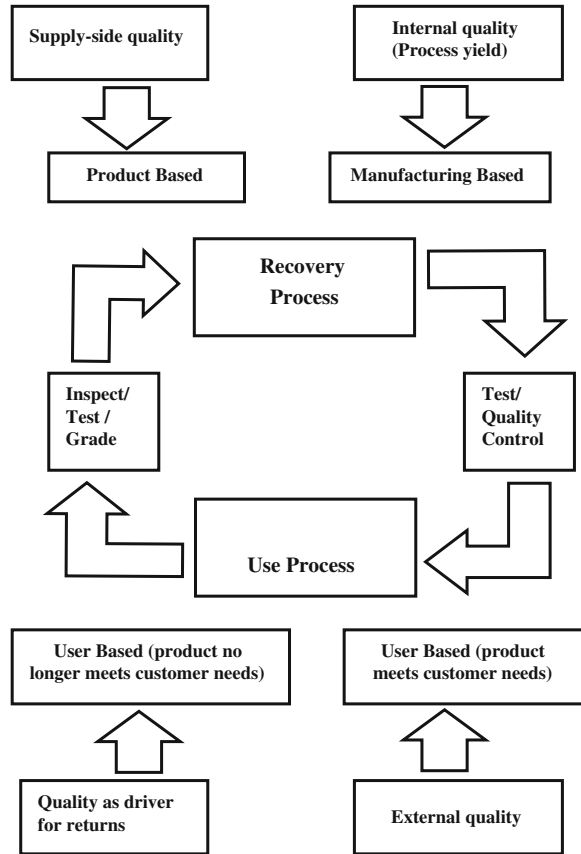 Supply-side quality
Internal quality
(Process yield)
Product Based
Manufacturing Based
Recovery
Process
Inspect/
Test /
Grade
Test/
Quality
Control
Use Process
User Based (product no
longer meets customer needs)
User Based (product
meets customer needs)
Quality as driver
for returns
External quality